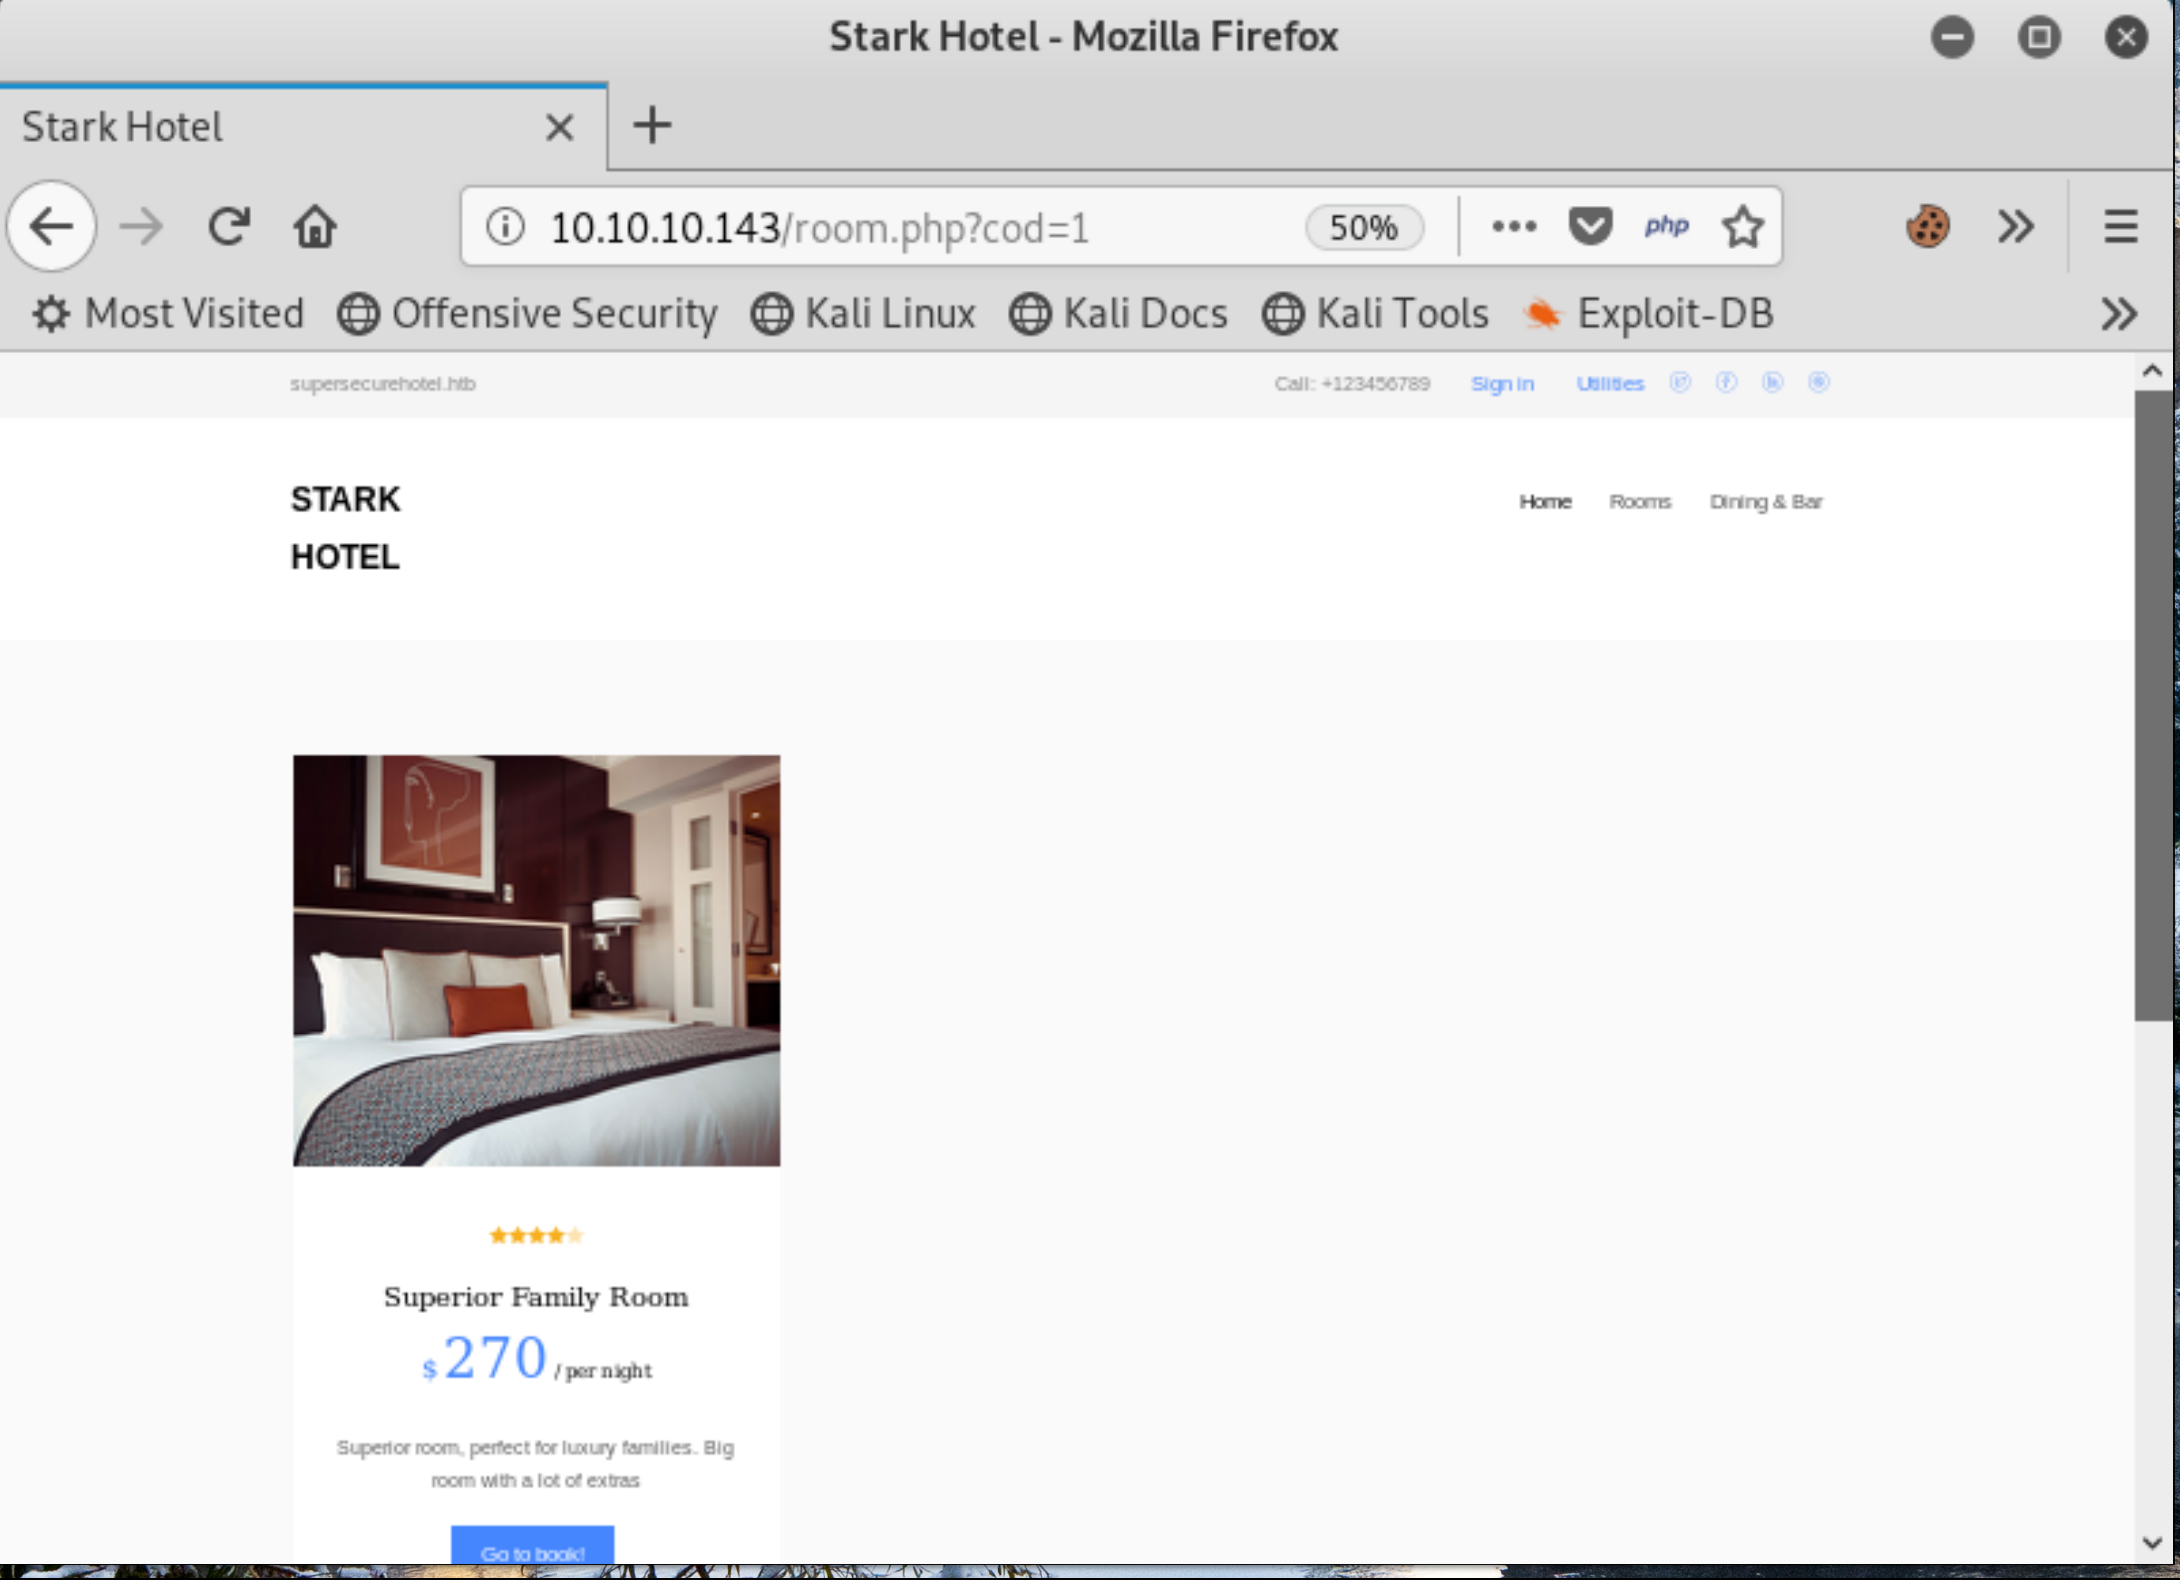 Stark Hotel - Mozilla Firefox
Stark Hotel
10.10.10.143/room.php?cod=1 50% php
Most Visited Offensive Security Kali Linux Kali Docs Kali Tools Exploit-DB
supersecurehotel.htb Call: +123456789 Sign in Utilities
STARK
HOTEL
Home Rooms Dining & Bar
Superior Family Room
$270 / per night
Superior room, perfect for luxury families. Big
room with a lot of extras
Go to book!